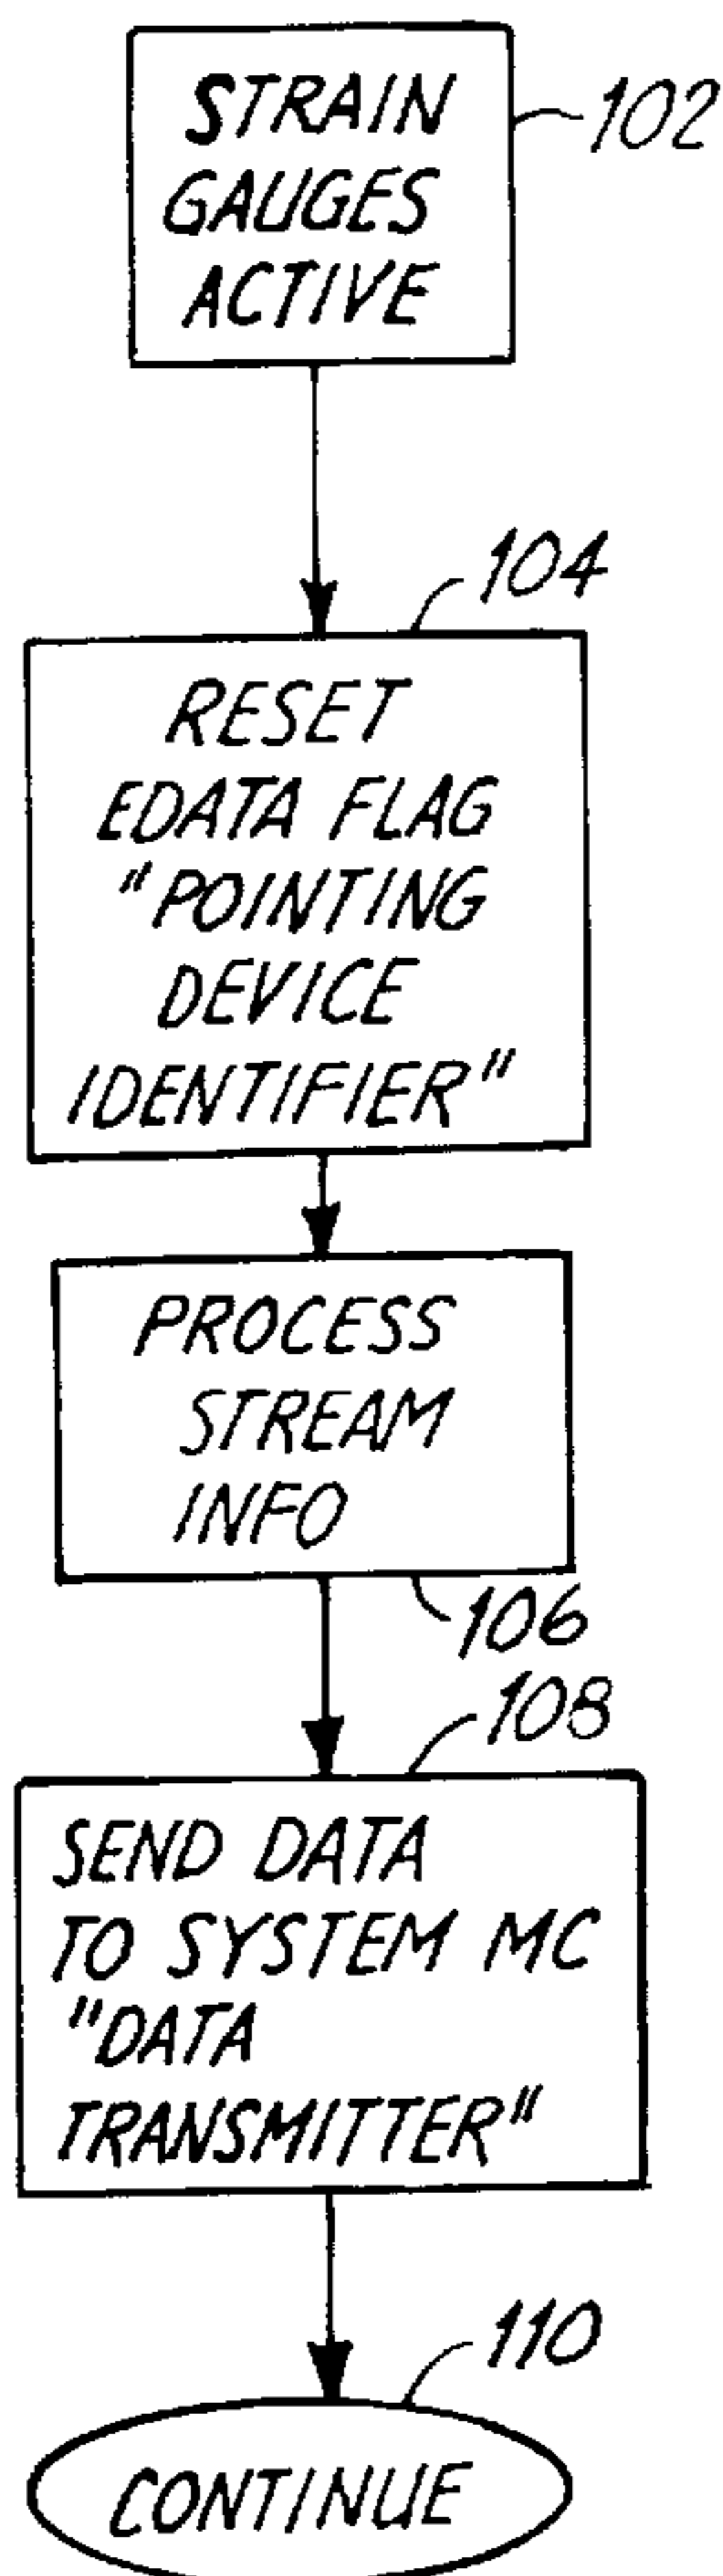 STRAIN
GAUGES
ACTIVE
102
104
RESET
EDATA FLAG
"POINTING
DEVICE
IDENTIFIER"
PROCESS
STREAM
INFO
106
108
SEND DATA
TO SYSTEM MC
"DATA
TRANSMITTER"
110
CONTINUE